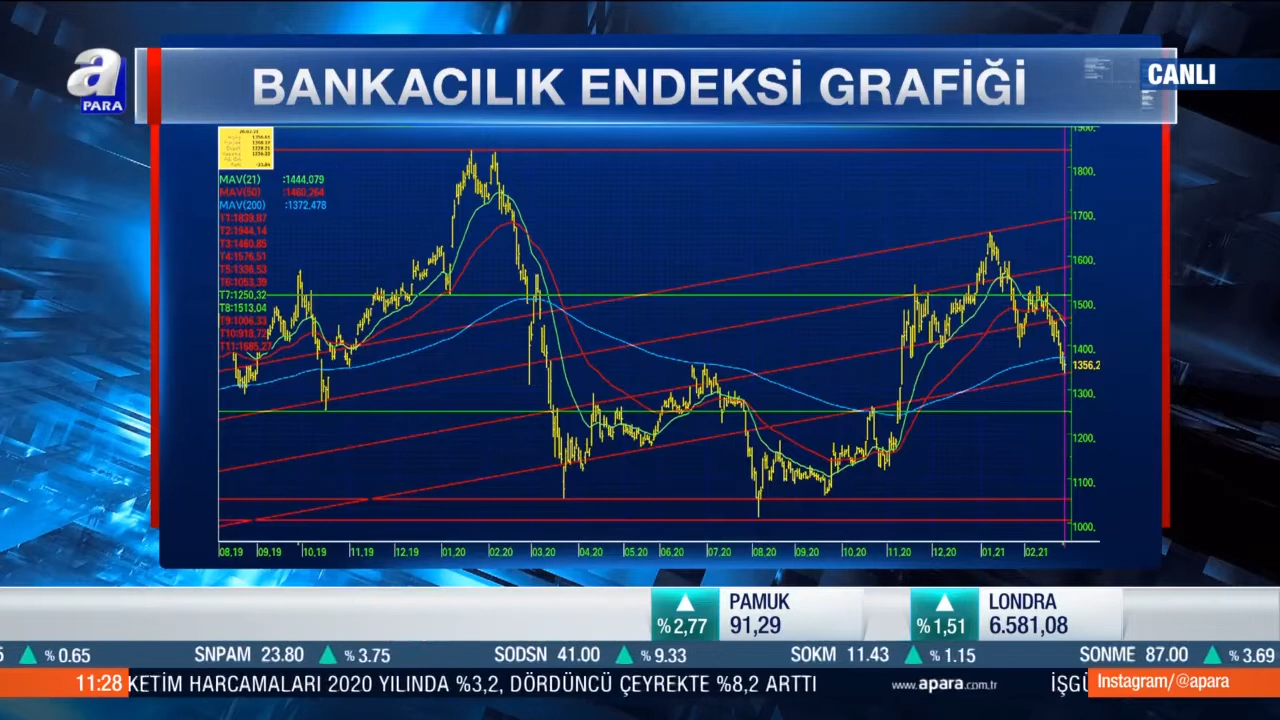 a
PARA
BANKACILIK ENDEKSİ GRAFİĞİ
CANLI
MAV(21) :1444,079
MAV(50) :1460,264
MAV(200) :1372,478
T1:1839,87
T2:1944,14
T3:1460,85
T4:1576,51
T5:1336,53
T6:1053,39
T7:1250,32
T8:1513,04
T9:1006,33
T10:918,72
T11:1685,27
1900.
1800.
1700.
1600.
1500.
1400.
1356,2
1300.
1200.
1100.
1000.
08,19 09,19 10,19 11,19 12,19 01,20 02,20 03,20 04,20 05,20 06,20 07,20 08,20 09,20 10,20 11,20 12,20 01,21 02,21
%2,77 PAMUK 91,29
%1,51 LONDRA 6.581,08
5 % 0.65 SNPAM 23.80 % 3.75 SODSN 41.00 % 9.33 SOKM 11.43 % 1.15 SONME 87.00 % 3.69
11:28 KETİM HARCAMALARI 2020 YILINDA %3,2, DÖRDÜNCÜ ÇEYREKTE %8,2 ARTTI www.apara.com.tr İŞGÜ Instagram/@apara